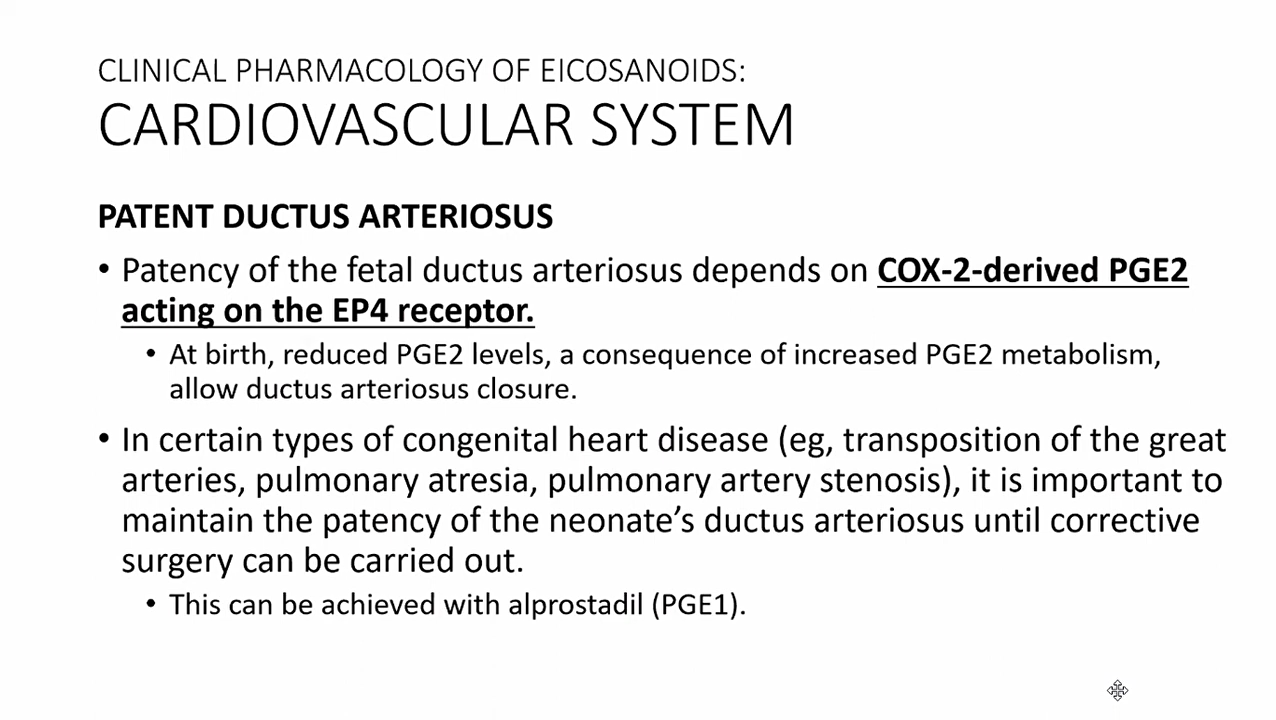 CLINICAL PHARMACOLOGY OF EICOSANOIDS:
CARDIOVASCULAR SYSTEM
PATENT DUCTUS ARTERIOSUS
• Patency of the fetal ductus arteriosus depends on COX-2-derived PGE2
acting on the EP4 receptor.
• At birth, reduced PGE2 levels, a consequence of increased PGE2 metabolism,
allow ductus arteriosus closure.
• In certain types of congenital heart disease (eg, transposition of the great
arteries, pulmonary atresia, pulmonary artery stenosis), it is important to
maintain the patency of the neonate’s ductus arteriosus until corrective
surgery can be carried out.
• This can be achieved with alprostadil (PGE1).